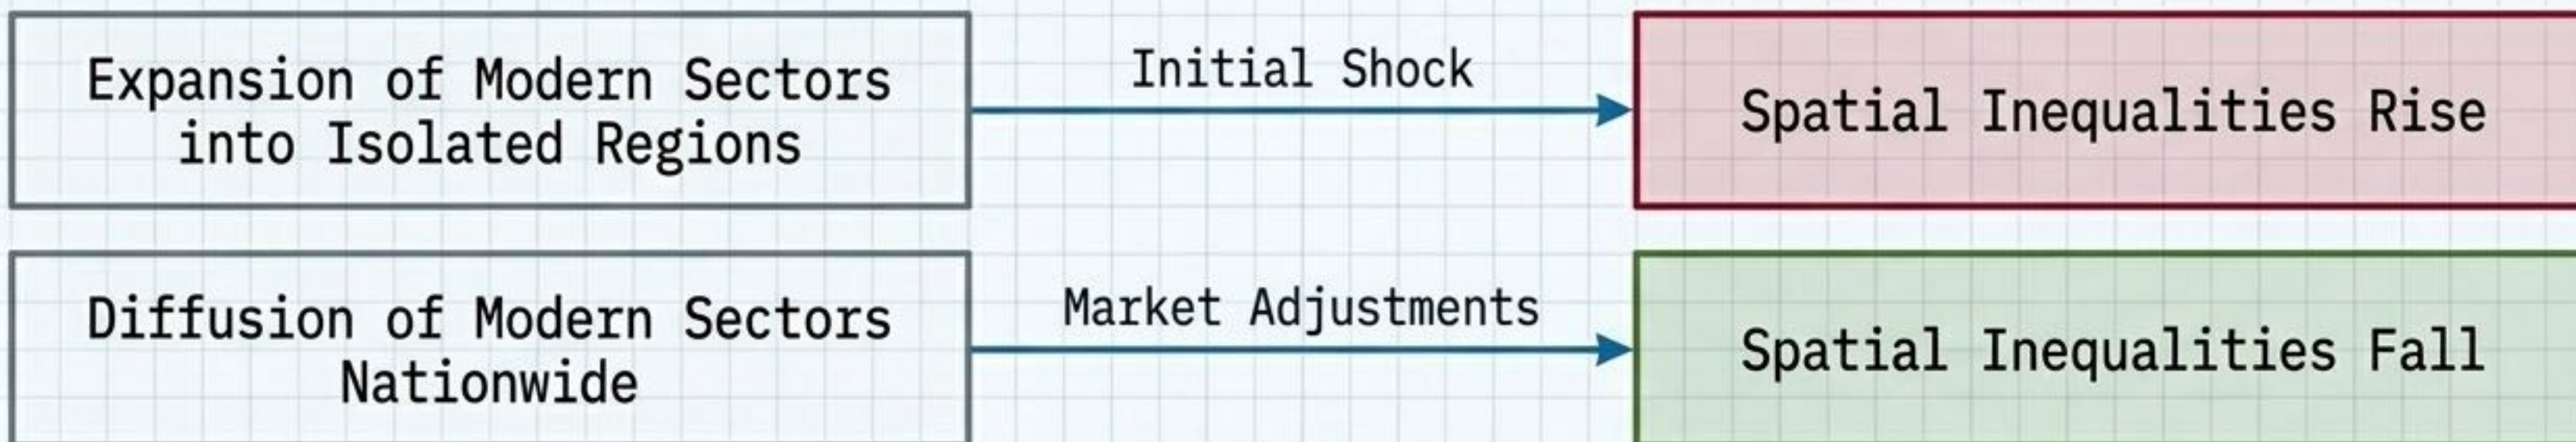 Expansion of Modern Sectors
into Isolated Regions
Initial Shock
Spatial Inequalities Rise
Diffusion of Modern Sectors
Nationwide
Market Adjustments
Spatial Inequalities Fall